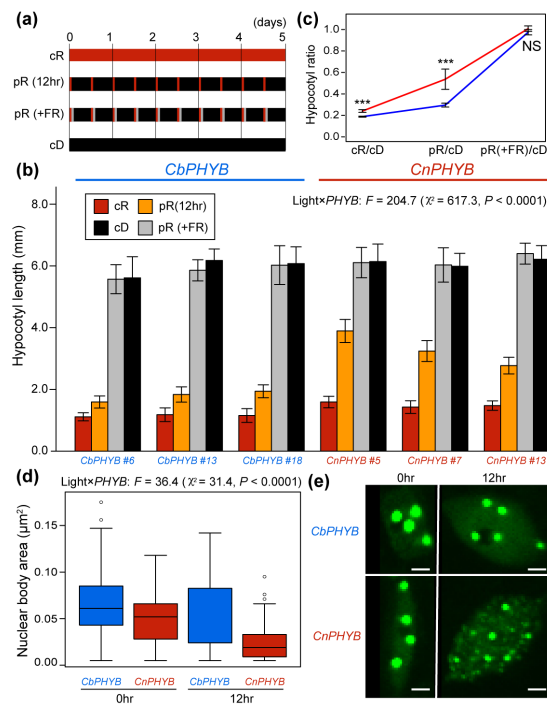 (a)
(days)
0 1 2 3 4 5
cR
pR (12hr)
pR (+FR)
cD
(c)
Hypocotyl ratio
1.0
0.8
0.6
0.4
0.2
0
***
***
NS
cR/cD pR/cD pR(+FR)/cD
(b)
CbPHYB CnPHYB
Light×PHYB: F = 204.7 (χ² = 617.3, P < 0.0001)
cR pR(12hr)
cD pR (+FR)
Hypocotyl length (mm)
8.0
6.0
4.0
2.0
0.0
CbPHYB #6 CbPHYB #13 CbPHYB #18 CnPHYB #5 CnPHYB #7 CnPHYB #13
(d)
Light×PHYB: F = 36.4 (χ² = 31.4, P < 0.0001)
Nuclear body area (μm²)
0.15
0.10
0.05
0.00
CbPHYB CnPHYB CbPHYB CnPHYB
0hr 12hr
(e)
0hr 12hr
CbPHYB
CnPHYB